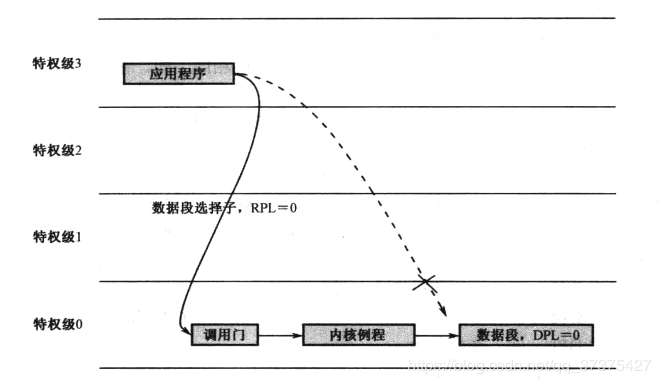 特权级3
应用程序
特权级2
数据段选择子，RPL＝0
特权级1
特权级0
调用门
内核例程
数据段，DPL＝0
https://blog.csdn.net/qq_37375427